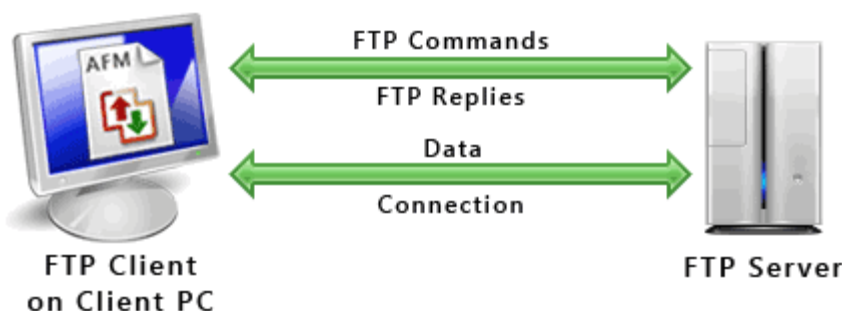 AFM
FTP Commands
FTP Replies
Data
Connection
FTP Client
on Client PC
FTP Server